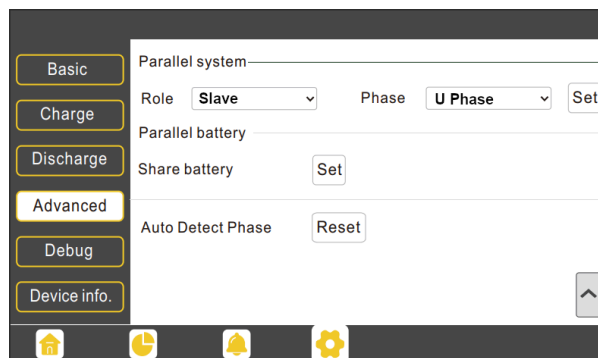 Basic
Charge
Discharge
Advanced
Debug
Device info.
Parallel system
Role Slave Phase U Phase Set
Parallel battery
Share battery Set
Auto Detect Phase Reset